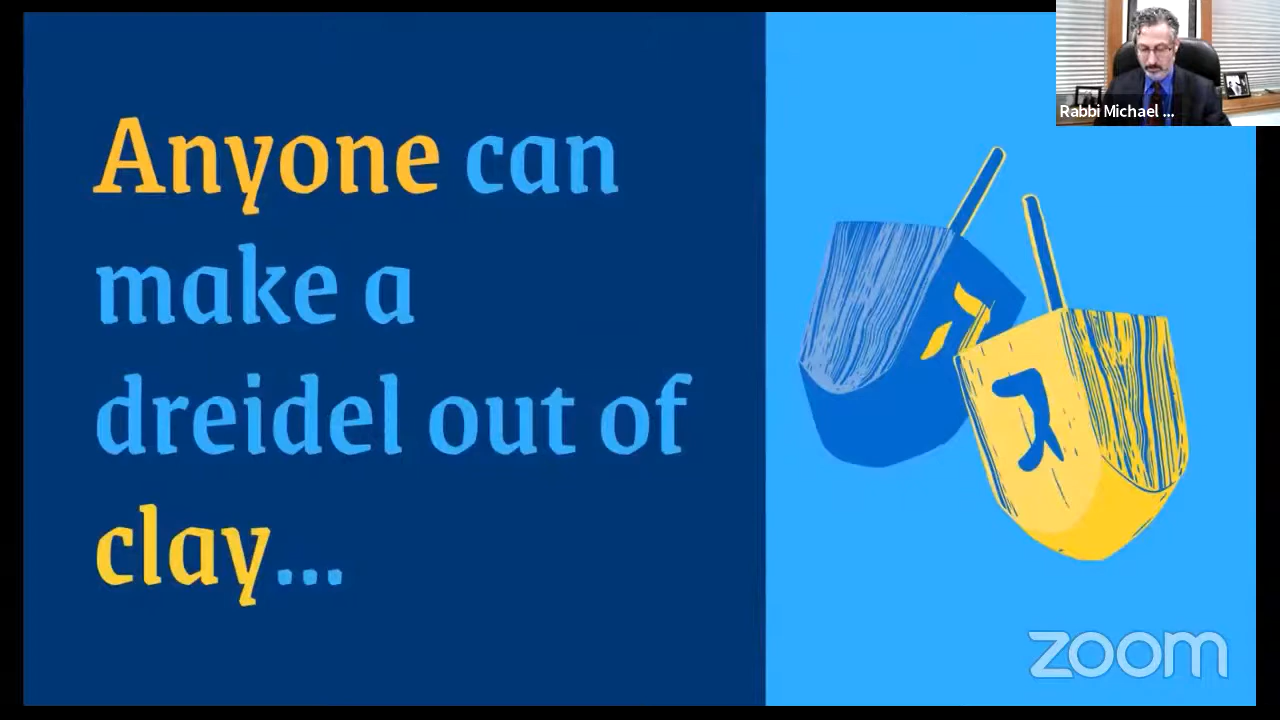 Anyone can
make a
dreidel out of
clay...
Rabbi Michael ...
ג
zoom